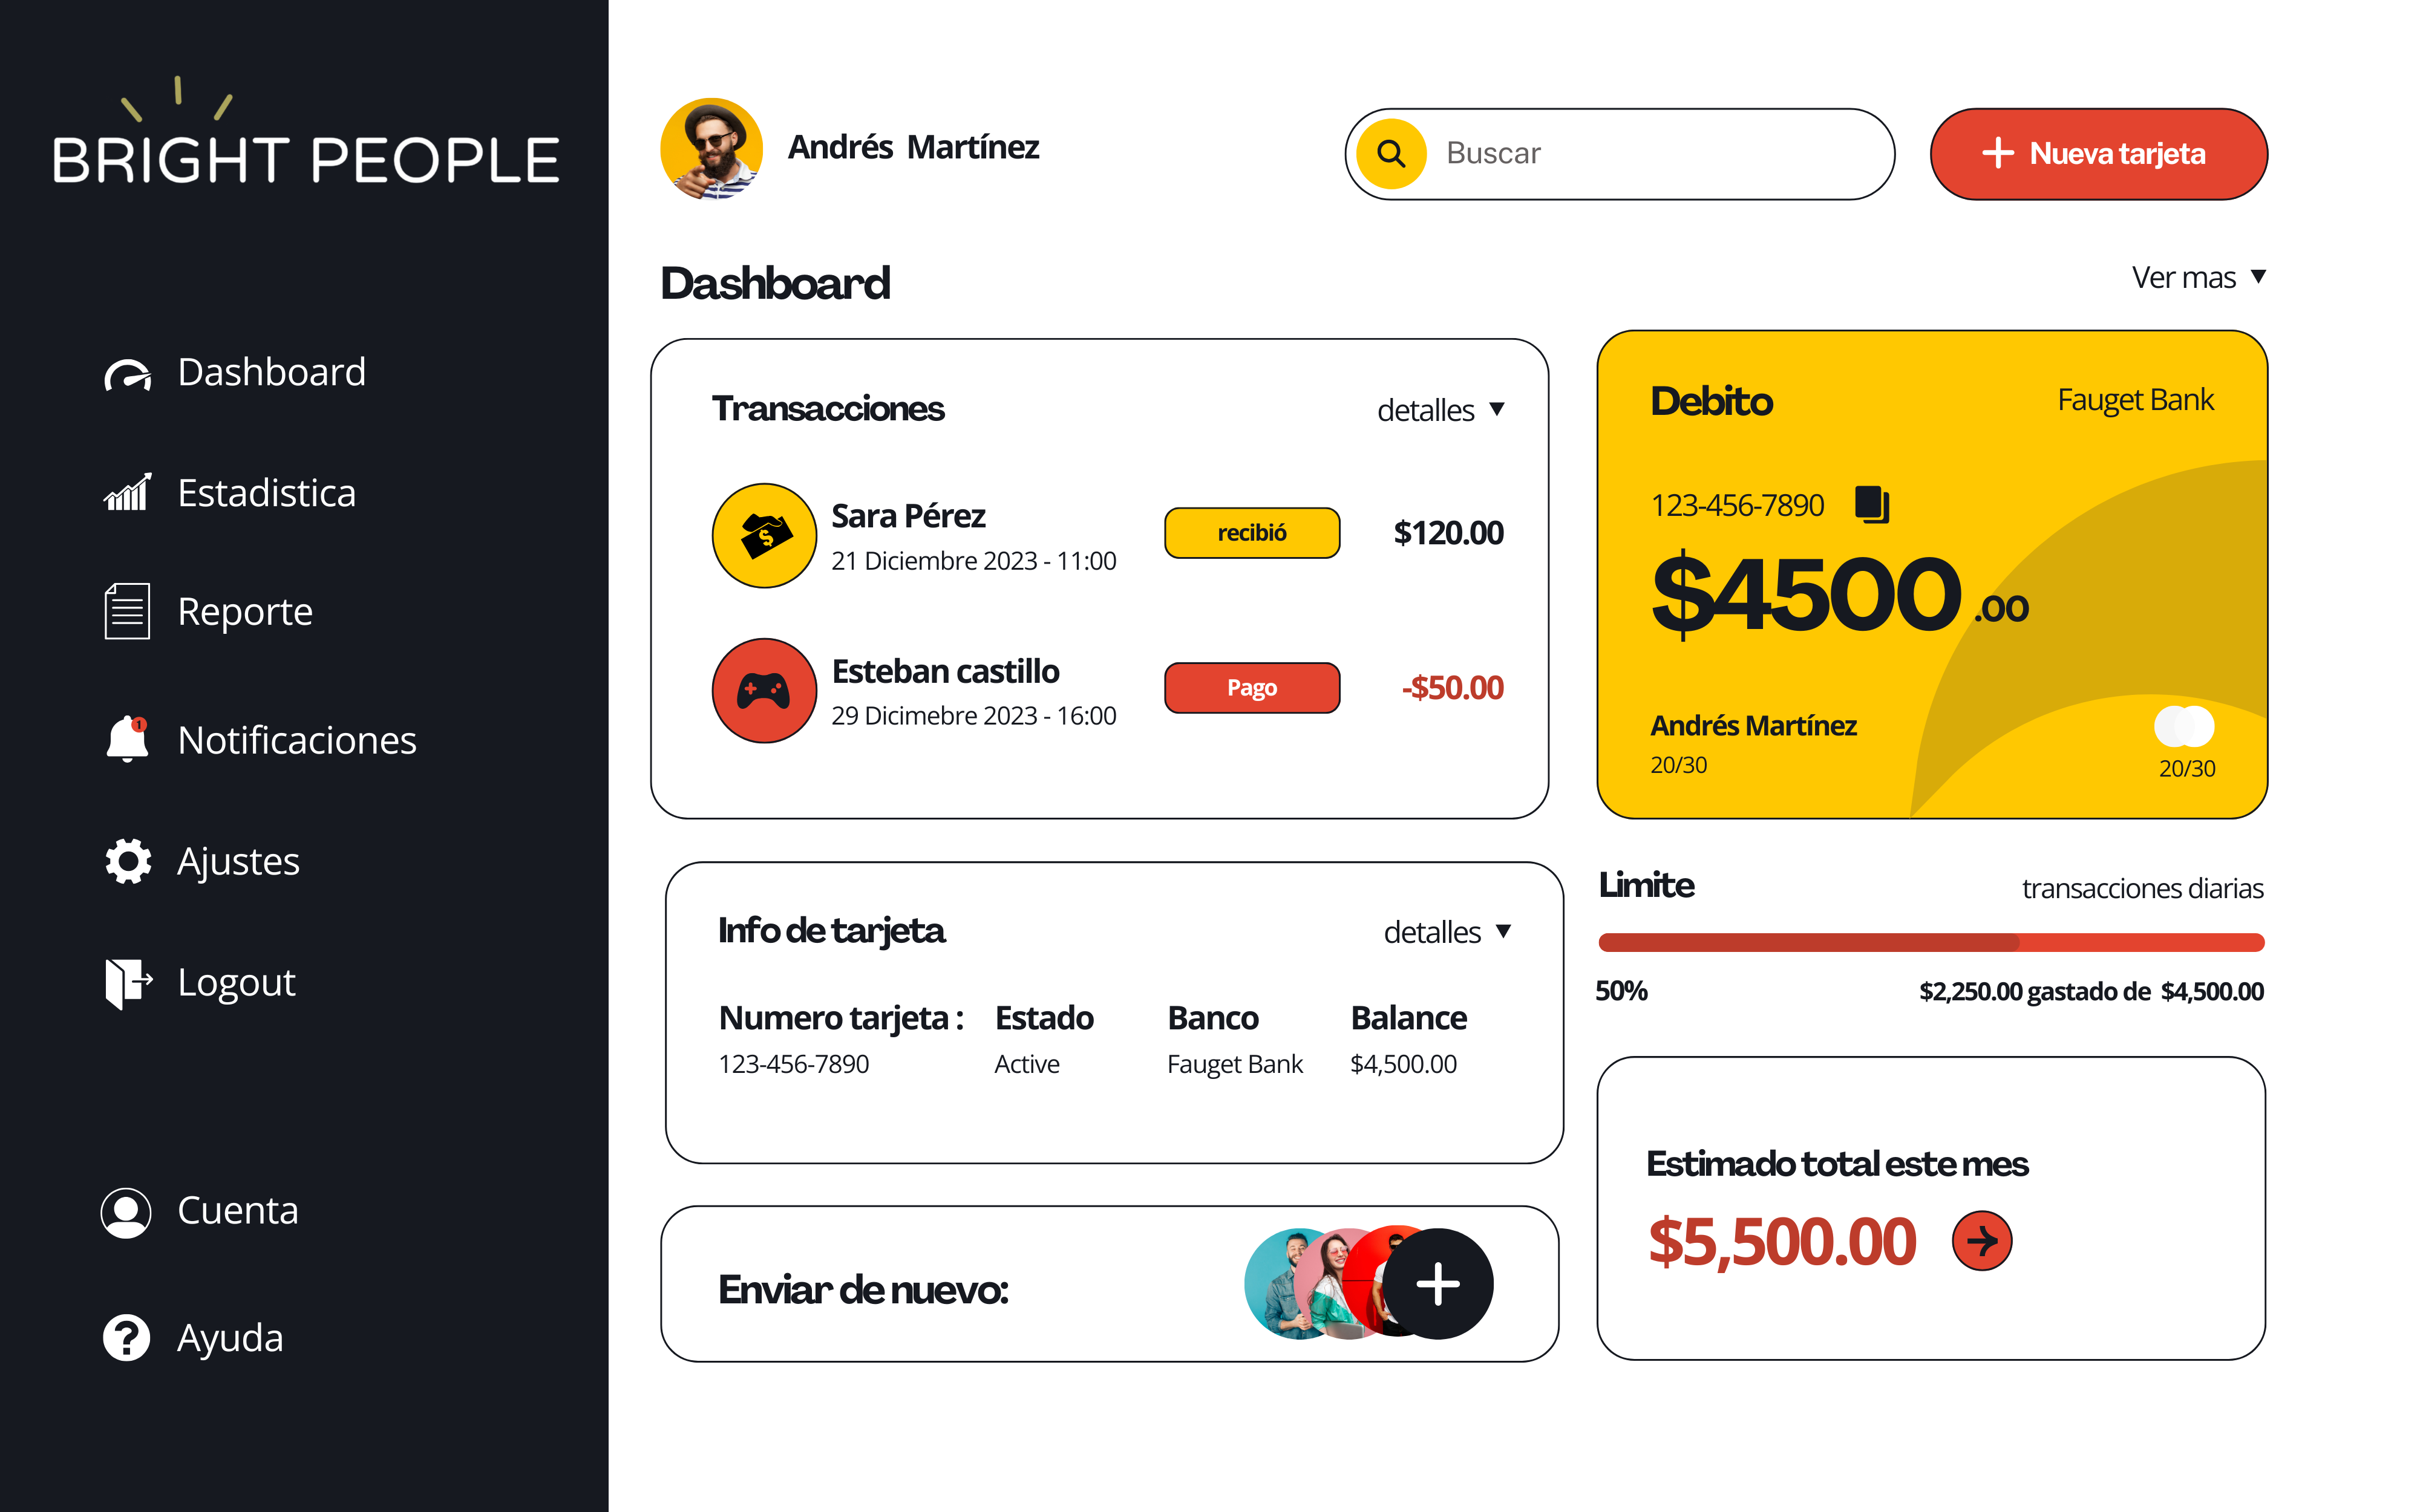 BRIGHT PEOPLE
Dashboard
Estadistica
Reporte
1
Notificaciones
Ajustes
Logout
Cuenta
Ayuda
Andrés Martínez
Buscar
Nueva tarjeta
Dashboard
Ver mas
Transacciones
detalles
Sara Pérez
21 Diciembre 2023 - 11:00
recibió
$120.00
Esteban castillo
29 Dicimebre 2023 - 16:00
Pago
-$50.00
Debito
Fauget Bank
123-456-7890
$4500.00
Andrés Martínez
20/30
20/30
Info de tarjeta
detalles
Numero tarjeta : Estado Banco Balance
123-456-7890 Active Fauget Bank $4,500.00
Limite
transacciones diarias
50%
$2,250.00 gastado de $4,500.00
Enviar de nuevo:
Estimado total este mes
$5,500.00